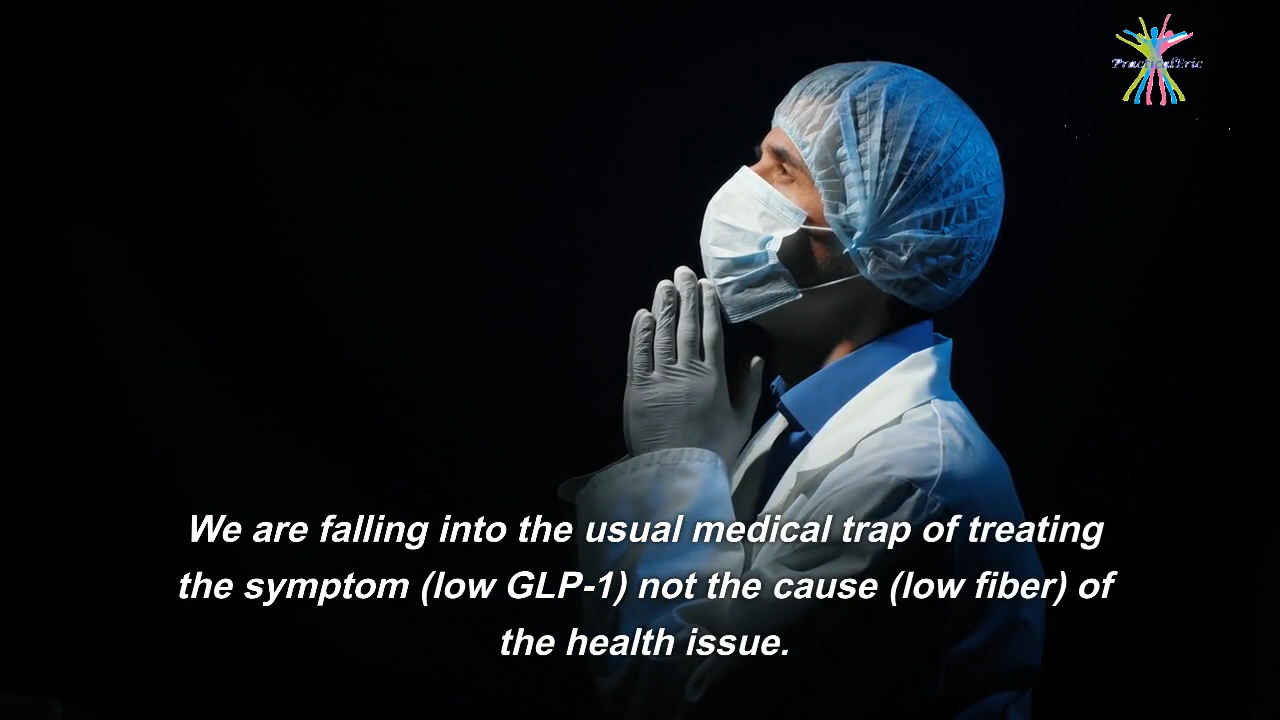 PracticalEric
We are falling into the usual medical trap of treating
the symptom (low GLP-1) not the cause (low fiber) of
the health issue.